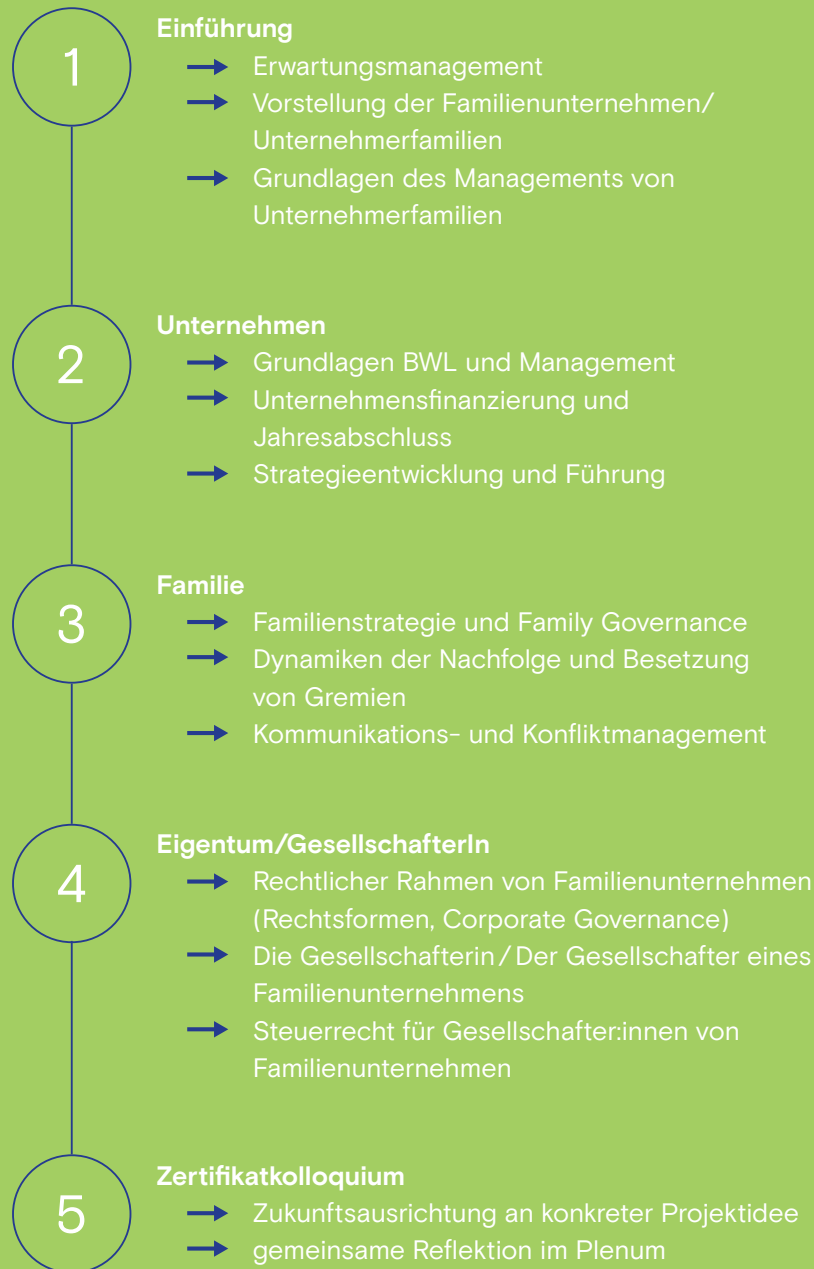 1
Einführung
Erwartungsmanagement
Vorstellung der Familienunternehmen/
Unternehmerfamilien
Grundlagen des Managements von
Unternehmerfamilien
2
Unternehmen
Grundlagen BWL und Management
Unternehmensfinanzierung und
Jahresabschluss
Strategieentwicklung und Führung
3
Familie
Familienstrategie und Family Governance
Dynamiken der Nachfolge und Besetzung
von Gremien
Kommunikations- und Konfliktmanagement
4
Eigentum/GesellschafterIn
Rechtlicher Rahmen von Familienunternehmen
(Rechtsformen, Corporate Governance)
Die Gesellschafterin / Der Gesellschafter eines
Familienunternehmens
Steuerrecht für Gesellschafter:innen von
Familienunternehmen
5
Zertifikatkolloquium
Zukunftsausrichtung an konkreter Projektidee
gemeinsame Reflektion im Plenum